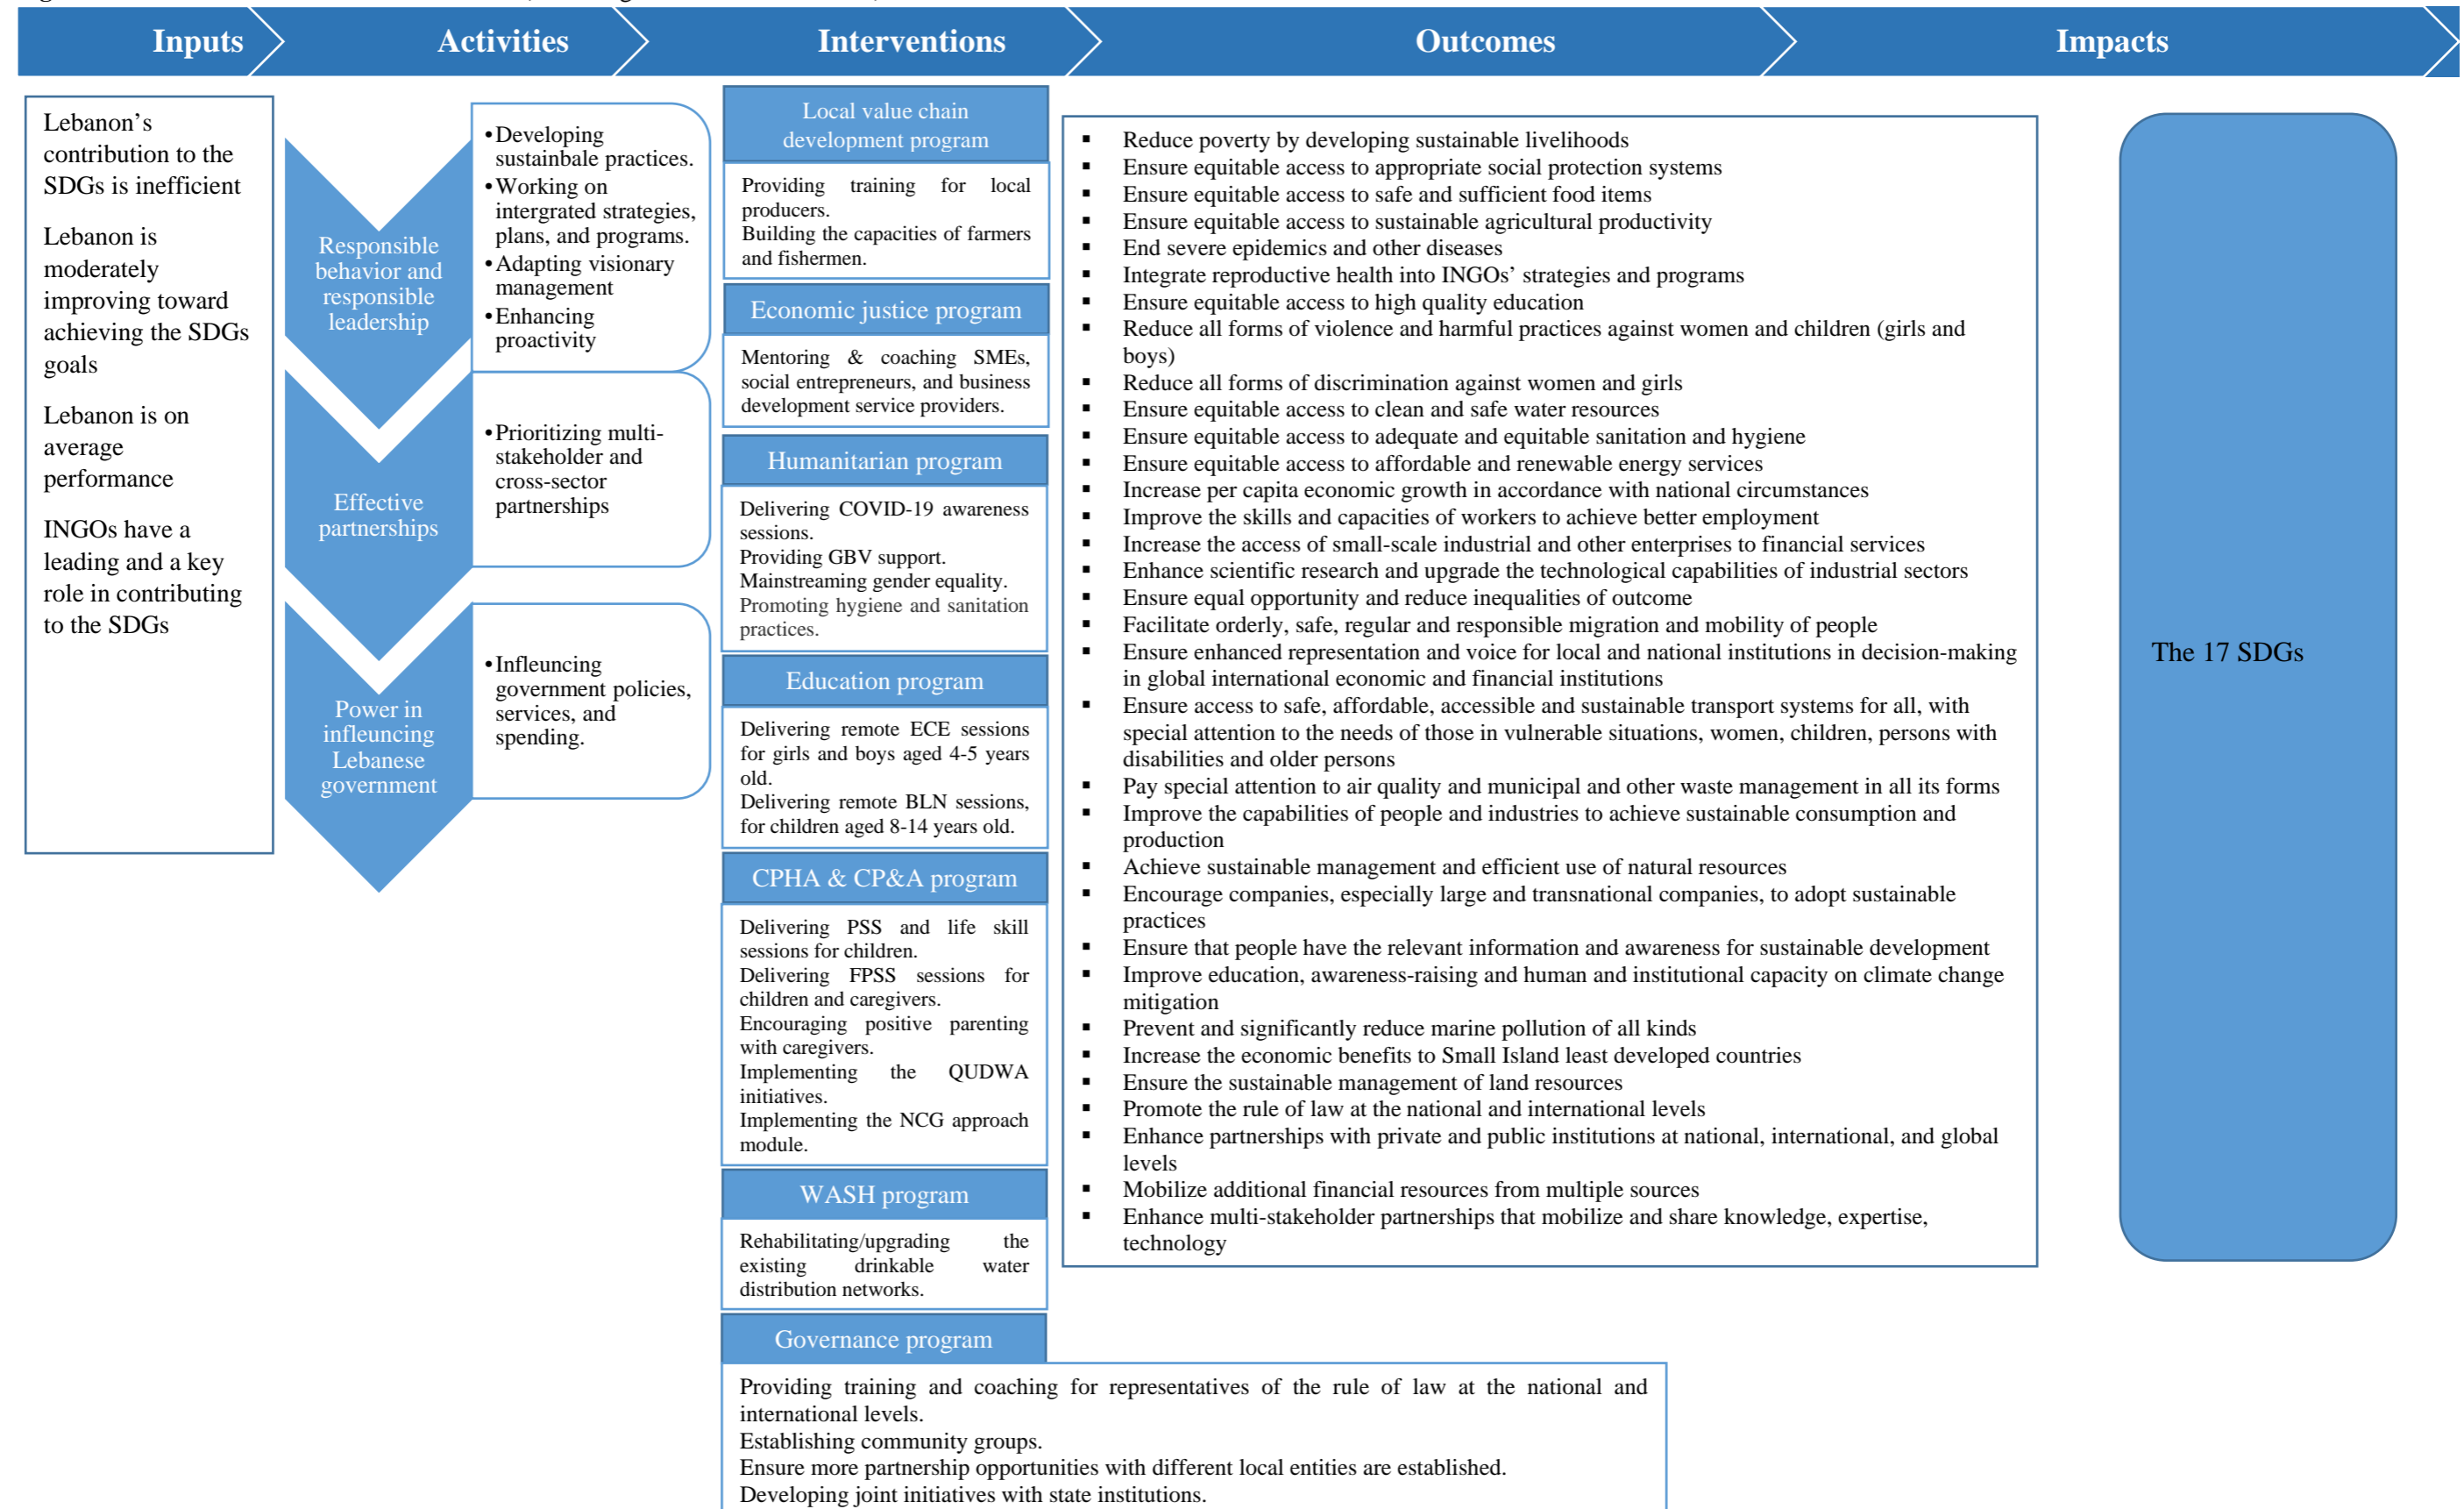 Inputs
Activities
Interventions
Outcomes
Impacts
Lebanon's
contribution to the
SDGs is inefficient
Lebanon is
moderately
improving toward
achieving the SDGs
goals
Lebanon is on
average
performance
INGOs have a
leading and a key
role in contributing
to the SDGs
Responsible
behavior and
responsible
leadership
•Developing
sustainbale practices.
•Working on
intergrated strategies,
plans, and programs.
•Adapting visionary
management
•Enhancing
proactivity
Effective
partnerships
•Prioritizing multi-
stakeholder and
cross-sector
partnerships
Power in
infleuncing
Lebanese
government
•Infleuncing
government policies,
services, and
spending.
Local value chain
development program
Providing training for local
producers.
Building the capacities of farmers
and fishermen.
Economic justice program
Mentoring & coaching SMEs,
social entrepreneurs, and business
development service providers.
Humanitarian program
Delivering COVID-19 awareness
sessions.
Providing GBV support.
Mainstreaming gender equality.
Promoting hygiene and sanitation
practices.
Education program
Delivering remote ECE sessions
for girls and boys aged 4-5 years
old.
Delivering remote BLN sessions,
for children aged 8-14 years old.
CPHA & CP&A program
Delivering PSS and life skill
sessions for children.
Delivering FPSS sessions for
children and caregivers.
Encouraging positive parenting
with caregivers.
Implementing the QUDWA
initiatives.
Implementing the NCG approach
module.
WASH program
Rehabilitating/upgrading the
existing drinkable water
distribution networks.
Governance program
Providing training and coaching for representatives of the rule of law at the national and
international levels.
Establishing community groups.
Ensure more partnership opportunities with different local entities are established.
Developing joint initiatives with state institutions.
▪ Reduce poverty by developing sustainable livelihoods
▪ Ensure equitable access to appropriate social protection systems
▪ Ensure equitable access to safe and sufficient food items
▪ Ensure equitable access to sustainable agricultural productivity
▪ End severe epidemics and other diseases
▪ Integrate reproductive health into INGOs' strategies and programs
▪ Ensure equitable access to high quality education
▪ Reduce all forms of violence and harmful practices against women and children (girls and
boys)
▪ Reduce all forms of discrimination against women and girls
▪ Ensure equitable access to clean and safe water resources
▪ Ensure equitable access to adequate and equitable sanitation and hygiene
▪ Ensure equitable access to affordable and renewable energy services
▪ Increase per capita economic growth in accordance with national circumstances
▪ Improve the skills and capacities of workers to achieve better employment
▪ Increase the access of small-scale industrial and other enterprises to financial services
▪ Enhance scientific research and upgrade the technological capabilities of industrial sectors
▪ Ensure equal opportunity and reduce inequalities of outcome
▪ Facilitate orderly, safe, regular and responsible migration and mobility of people
▪ Ensure enhanced representation and voice for local and national institutions in decision-making
in global international economic and financial institutions
▪ Ensure access to safe, affordable, accessible and sustainable transport systems for all, with
special attention to the needs of those in vulnerable situations, women, children, persons with
disabilities and older persons
▪ Pay special attention to air quality and municipal and other waste management in all its forms
▪ Improve the capabilities of people and industries to achieve sustainable consumption and
production
▪ Achieve sustainable management and efficient use of natural resources
▪ Encourage companies, especially large and transnational companies, to adopt sustainable
practices
▪ Ensure that people have the relevant information and awareness for sustainable development
▪ Improve education, awareness-raising and human and institutional capacity on climate change
mitigation
▪ Prevent and significantly reduce marine pollution of all kinds
▪ Increase the economic benefits to Small Island least developed countries
▪ Ensure the sustainable management of land resources
▪ Promote the rule of law at the national and international levels
▪ Enhance partnerships with private and public institutions at national, international, and global
levels
▪ Mobilize additional financial resources from multiple sources
▪ Enhance multi-stakeholder partnerships that mobilize and share knowledge, expertise,
technology
The 17 SDGs